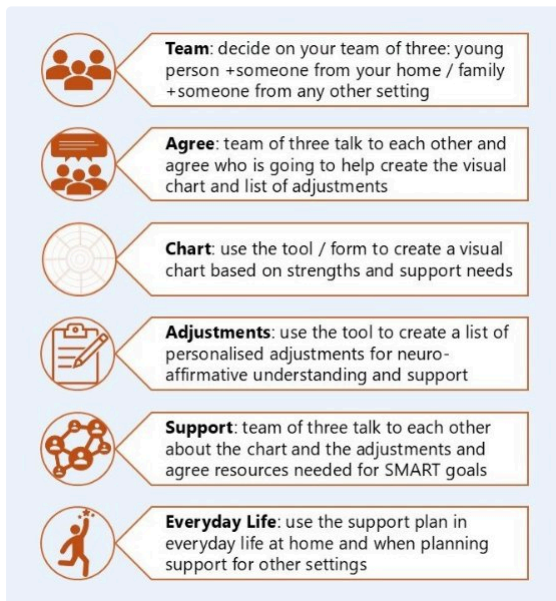 Team: decide on your team of three: young
person +someone from your home / family
+someone from any other setting
Agree: team of three talk to each other and
agree who is going to help create the visual
chart and list of adjustments
Chart: use the tool / form to create a visual
chart based on strengths and support needs
Adjustments: use the tool to create a list of
personalised adjustments for neuro-
affirmative understanding and support
Support: team of three talk to each other
about the chart and the adjustments and
agree resources needed for SMART goals
Everyday Life: use the support plan in
everyday life at home and when planning
support for other settings